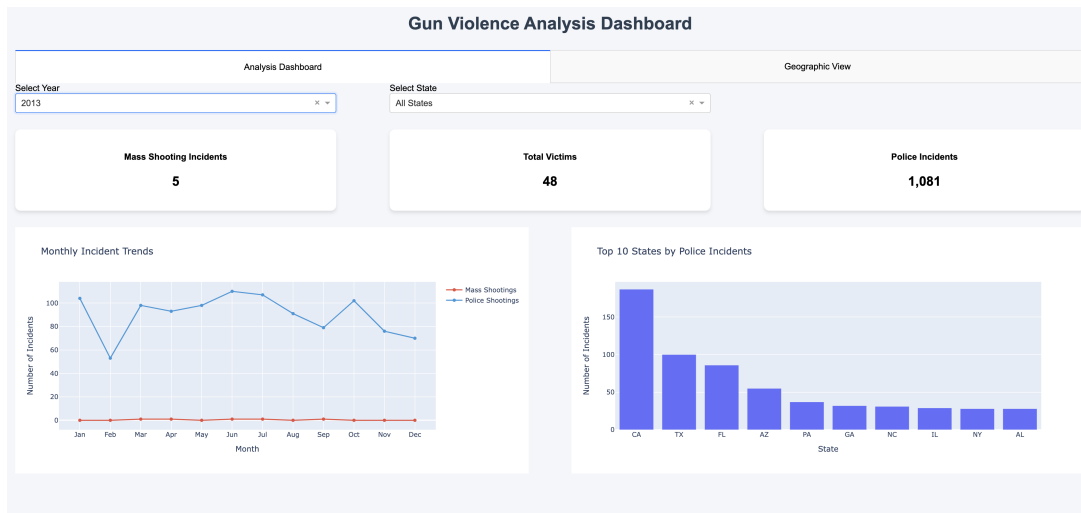 Gun Violence Analysis Dashboard
Analysis Dashboard
Geographic View
Select Year
Select State
2013
All States
Mass Shooting Incidents
5
Total Victims
48
Police Incidents
1,081
Monthly Incident Trends
Number of Incidents
100
80
60
40
20
0
Jan Feb Mar Apr May Jun Jul Aug Sep Oct Nov Dec
Month
Mass Shootings
Police Shootings
Top 10 States by Police Incidents
Number of Incidents
150
100
50
0
CA TX FL AZ PA GA NC IL NY AL
State